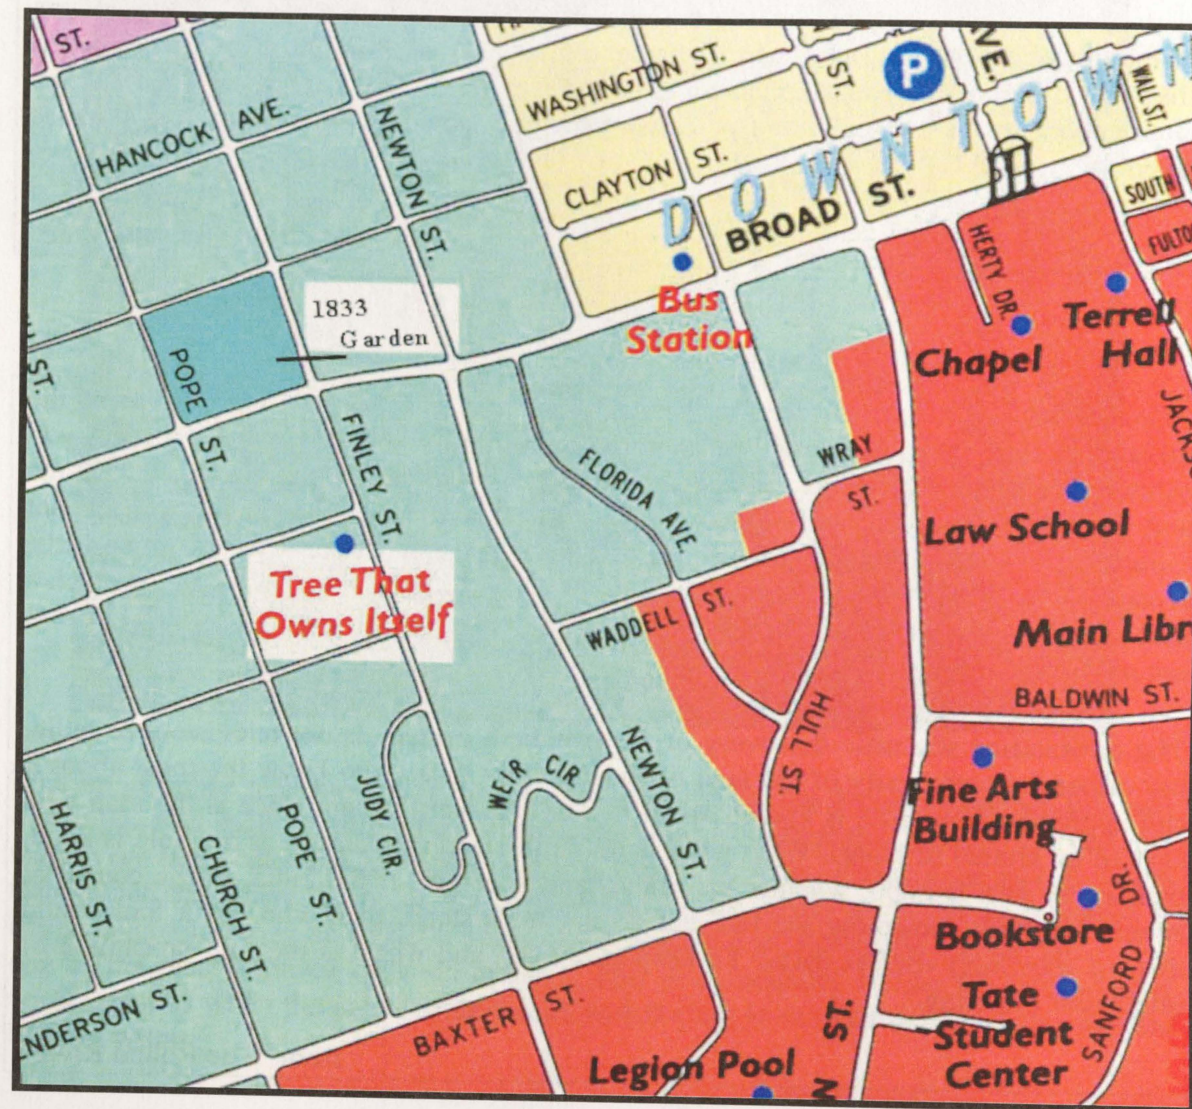 ST.
HANCOCK AVE.
NEWTON ST.
WASHINGTON ST.
CLAYTON ST.
ST.
P
AVE.
WALL ST.
DOWNTOWN
BROAD ST.
SOUTH
Bus
Station
1833
Garden
HERTY DR.
Terrell
Hall
Chapel
ST.
POPE ST.
FINLEY ST.
FLORIDA AVE.
WRAY ST.
Law School
Tree That
Owns Itself
WADDELL ST.
Main Libr
BALDWIN ST.
HULL ST.
NEWTON ST.
WEIR CIR
JUDY CIR.
POPE ST.
CHURCH ST.
HARRIS ST.
Fine Arts
Building
Bookstore
SANFORD DR.
Tate
Student
Center
ENDERSON ST.
BAXTER ST.
Legion Pool
N ST.